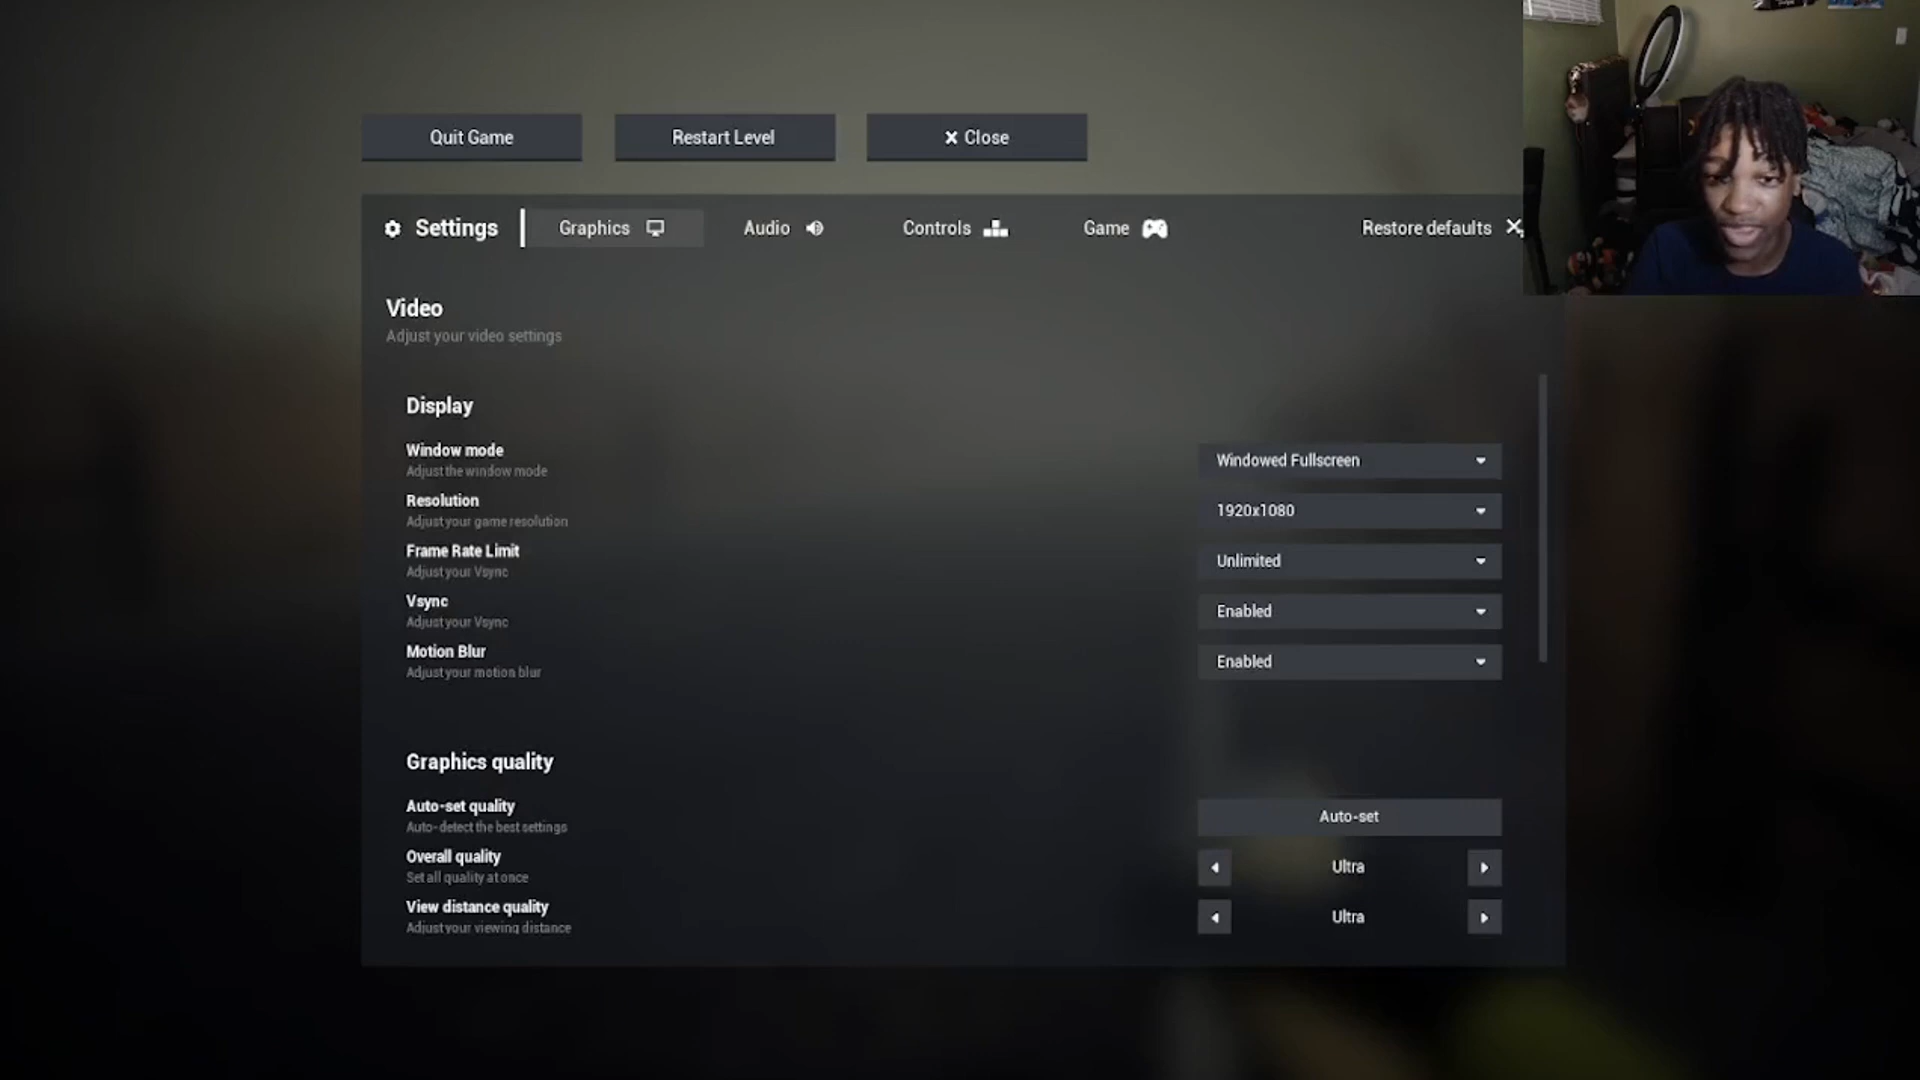 Quit Game
Restart Level
Close
Settings
Graphics
Audio
Controls
Game
Restore defaults
Video
Adjust your video settings
Display
Window mode
Adjust the window mode
Windowed Fullscreen
Resolution
Adjust your game resolution
1920x1080
Frame Rate Limit
Adjust your Vsync
Unlimited
Vsync
Adjust your Vsync
Enabled
Motion Blur
Adjust your motion blur
Enabled
Graphics quality
Auto-set quality
Auto-detect the best settings
Auto-set
Overall quality
Set all quality at once
Ultra
View distance quality
Adjust your viewing distance
Ultra